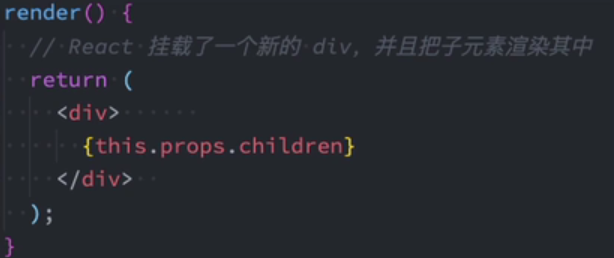 render() {
  // React 挂载了一个新的 div, 并且把子元素渲染其中
  return (
    <div>
      {this.props.children}
    </div>
  );
}